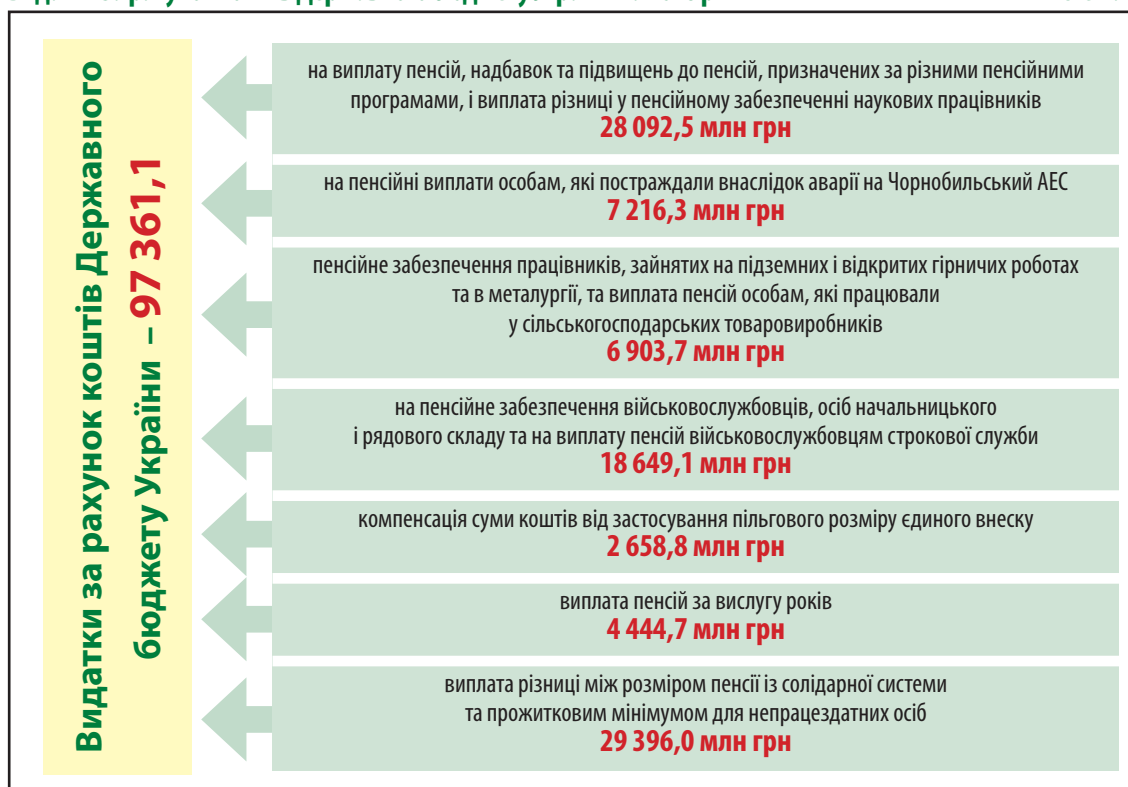 Видатки за рахунок коштів Державного
бюджету України – 97 361,1
на виплату пенсій, надбавок та підвищень до пенсій, призначених за різними пенсійними
програмами, і виплата різниці у пенсійному забезпеченні наукових працівників
28 092,5 млн грн
на пенсійні виплати особам, які постраждали внаслідок аварії на Чорнобильський АЕС
7 216,3 млн грн
пенсійне забезпечення працівників, зайнятих на підземних і відкритих гірничих роботах
та в металургії, та виплата пенсій особам, які працювали
у сільськогосподарських товаровиробників
6 903,7 млн грн
на пенсійне забезпечення військовослужбовців, осіб начальницького
і рядового складу та на виплату пенсій військовослужбовцям строкової служби
18 649,1 млн грн
компенсація суми коштів від застосування пільгового розміру єдиного внеску
2 658,8 млн грн
виплата пенсій за вислугу років
4 444,7 млн грн
виплата різниці між розміром пенсії із солідарної системи
та прожитковим мінімумом для непрацездатних осіб
29 396,0 млн грн